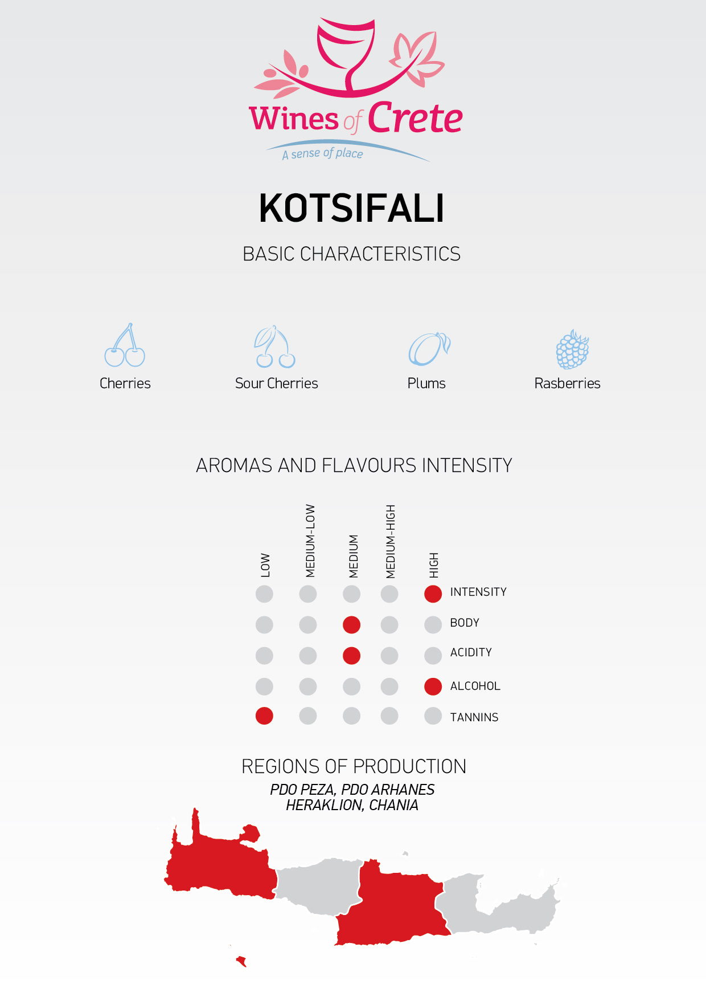 Wines of Crete
A sense of place
KOTSIFALI
BASIC CHARACTERISTICS
Cherries
Sour Cherries
Plums
Rasberries
AROMAS AND FLAVOURS INTENSITY
LOW
MEDIUM-LOW
MEDIUM
MEDIUM-HIGH
HIGH
INTENSITY
BODY
ACIDITY
ALCOHOL
TANNINS
REGIONS OF PRODUCTION
PDO PEZA, PDO ARHANES
HERAKLION, CHANIA